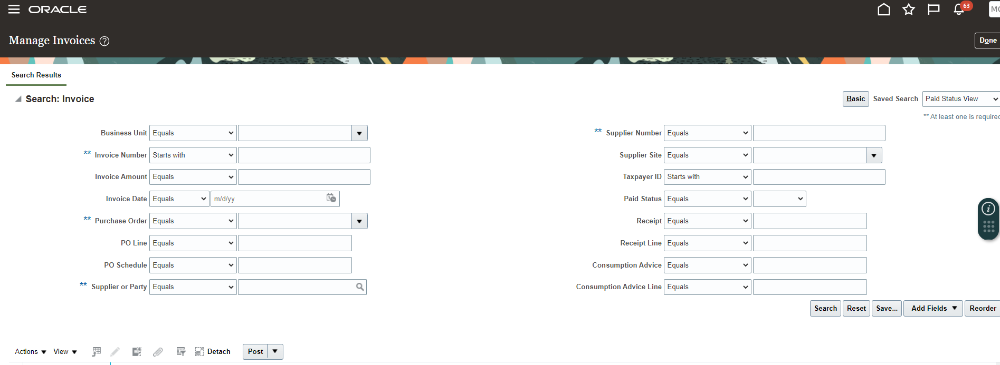 ORACLE
63
Manage Invoices
Done
Search Results
Search: Invoice
Basic Saved Search Paid Status View
** At least one is required
Business Unit Equals
** Supplier Number Equals
** Invoice Number Starts with
Supplier Site Equals
Invoice Amount Equals
Taxpayer ID Starts with
Invoice Date Equals m/d/yy
Paid Status Equals
** Purchase Order Equals
Receipt Equals
PO Line Equals
Receipt Line Equals
PO Schedule Equals
Consumption Advice Equals
** Supplier or Party Equals
Consumption Advice Line Equals
Search Reset Save... Add Fields Reorder
Actions View Detach Post